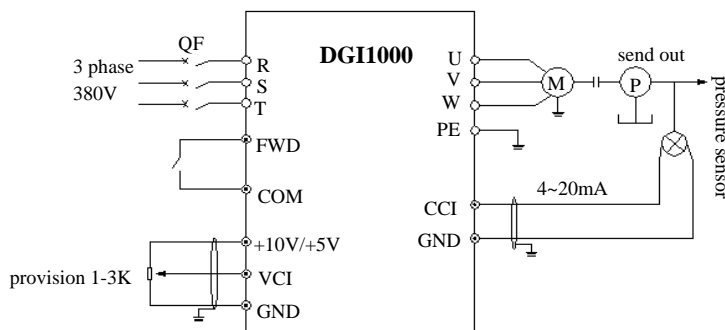 QF
3 phase
380V
R
S
T
FWD
COM
+10V/+5V
VCI
GND
provision 1-3K
DGI1000
U
V
W
PE
CCI
GND
M
P
send out
4~20mA
pressure sensor